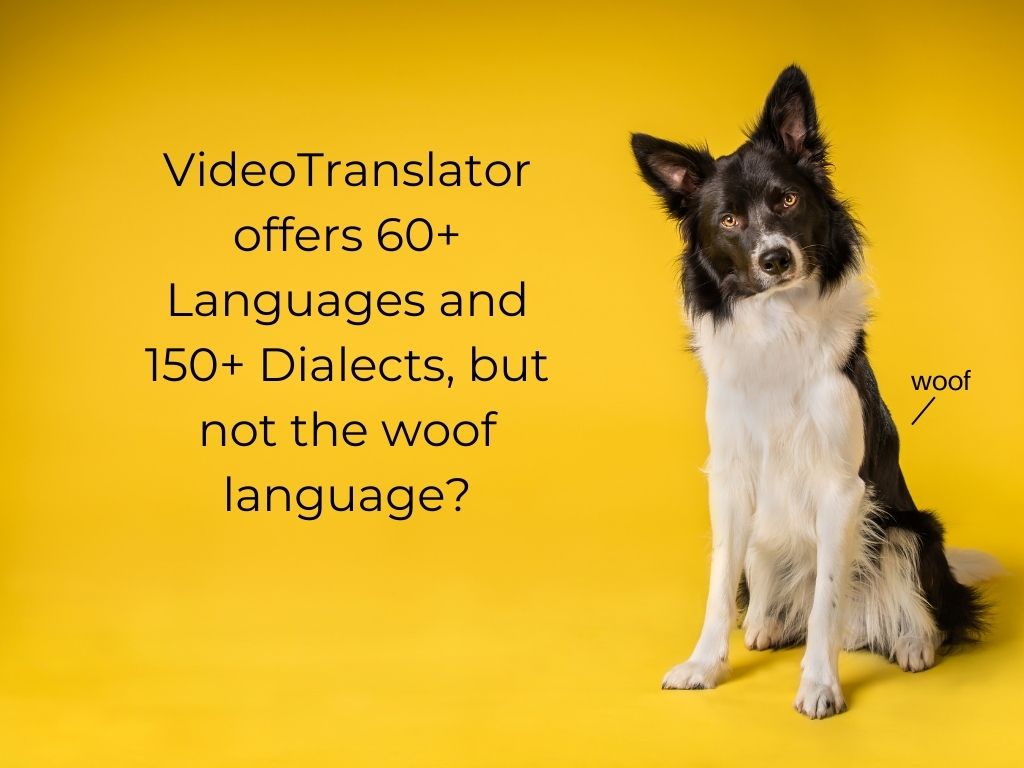 VideoTranslator
offers 60+
Languages and
150+ Dialects, but
not the woof
language?
woof